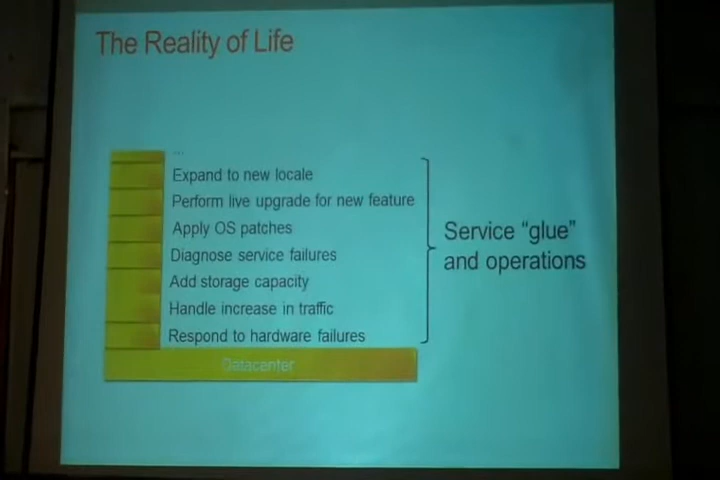 The Reality of Life
...
Expand to new locale
Perform live upgrade for new feature
Apply OS patches
Diagnose service failures
Add storage capacity
Handle increase in traffic
Respond to hardware failures
Service “glue”
and operations
Datacenter